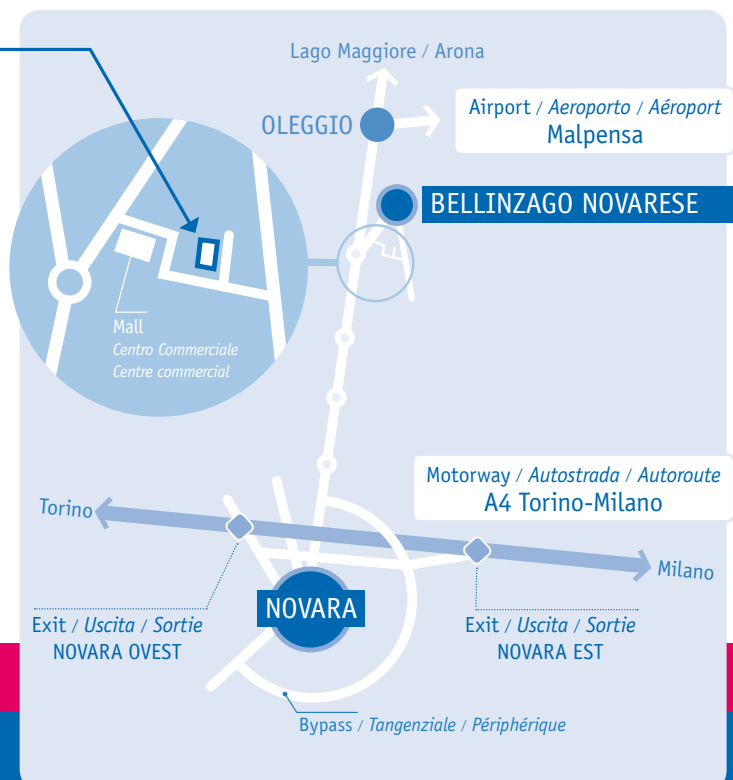 Lago Maggiore / Arona
OLEGGIO
Airport / Aeroporto / Aéroport
Malpensa
BELLINZAGO NOVARESE
Mall
Centro Commerciale
Centre commercial
Motorway / Autostrada / Autoroute
A4 Torino-Milano
Torino
Milano
NOVARA
Exit / Uscita / Sortie
NOVARA OVEST
Exit / Uscita / Sortie
NOVARA EST
Bypass / Tangenziale / Périphérique